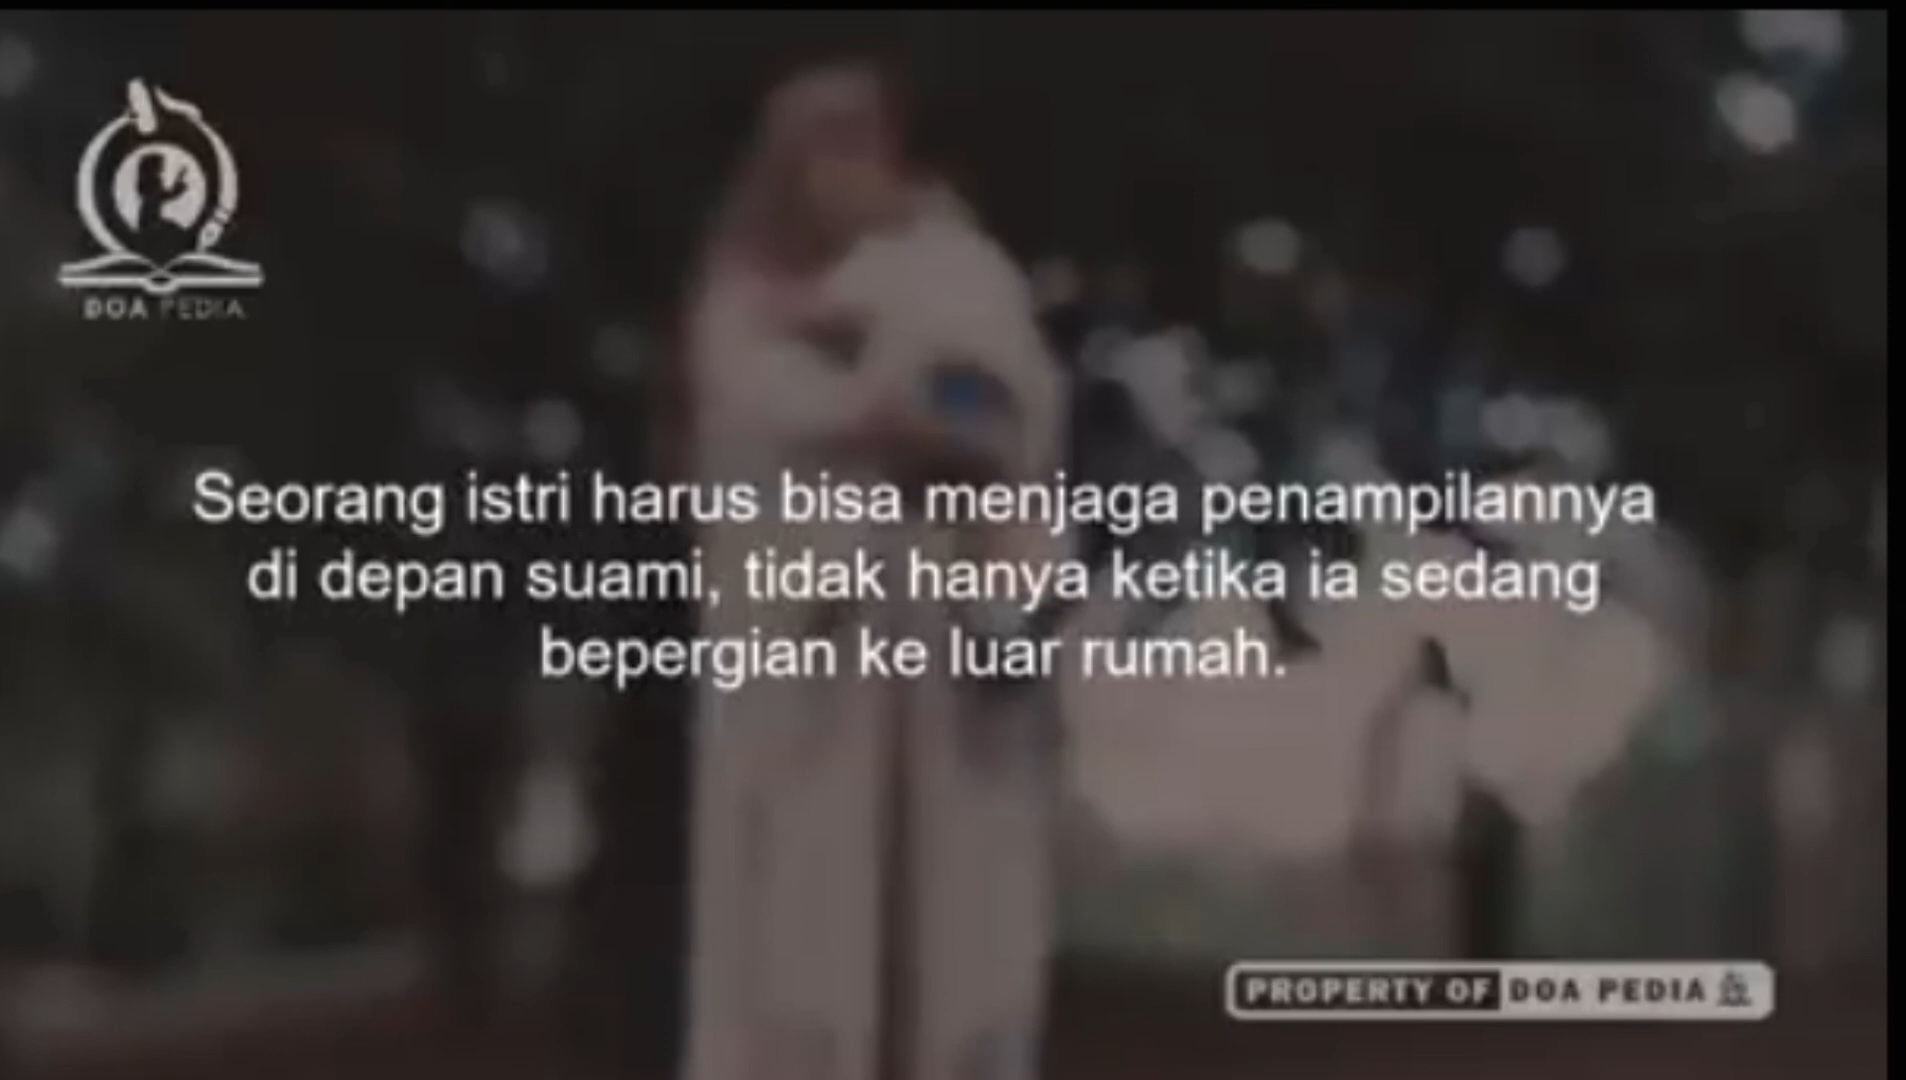 DOA PEDIA
Seorang istri harus bisa menjaga penampilannya
di depan suami, tidak hanya ketika ia sedang
bepergian ke luar rumah.
PROPERTY OF DOA PEDIA